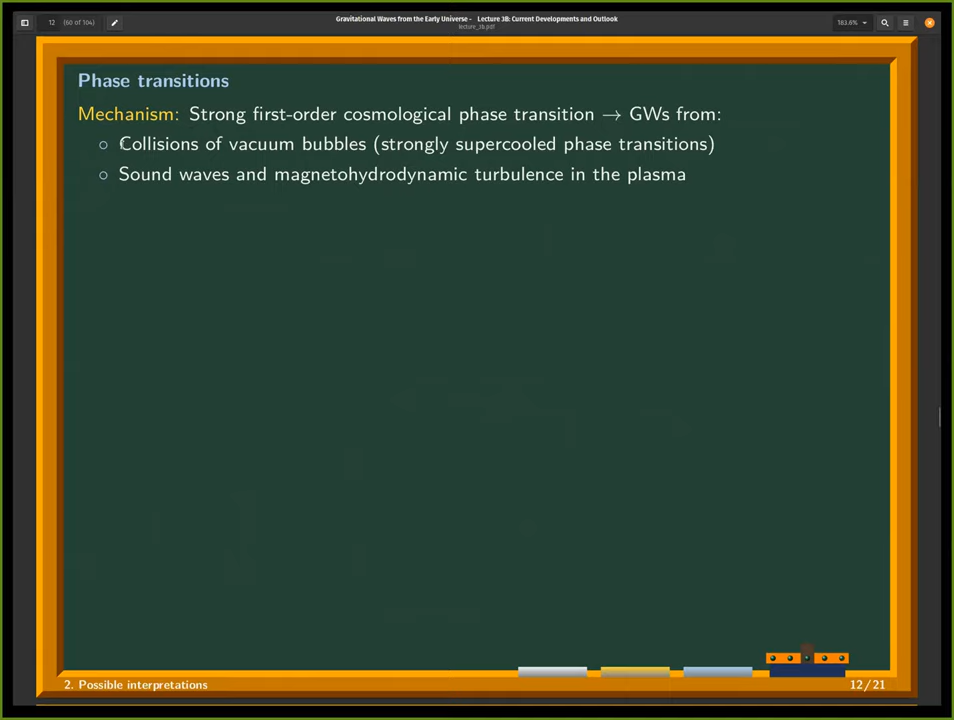 12 (60 of 104)
Gravitational Waves from the Early Universe – Lecture 3B: Current Developments and Outlook
lecture_3b.pdf
183.6%
Phase transitions
Mechanism: Strong first-order cosmological phase transition → GWs from:
Collisions of vacuum bubbles (strongly supercooled phase transitions)
Sound waves and magnetohydrodynamic turbulence in the plasma
2. Possible interpretations
12/21